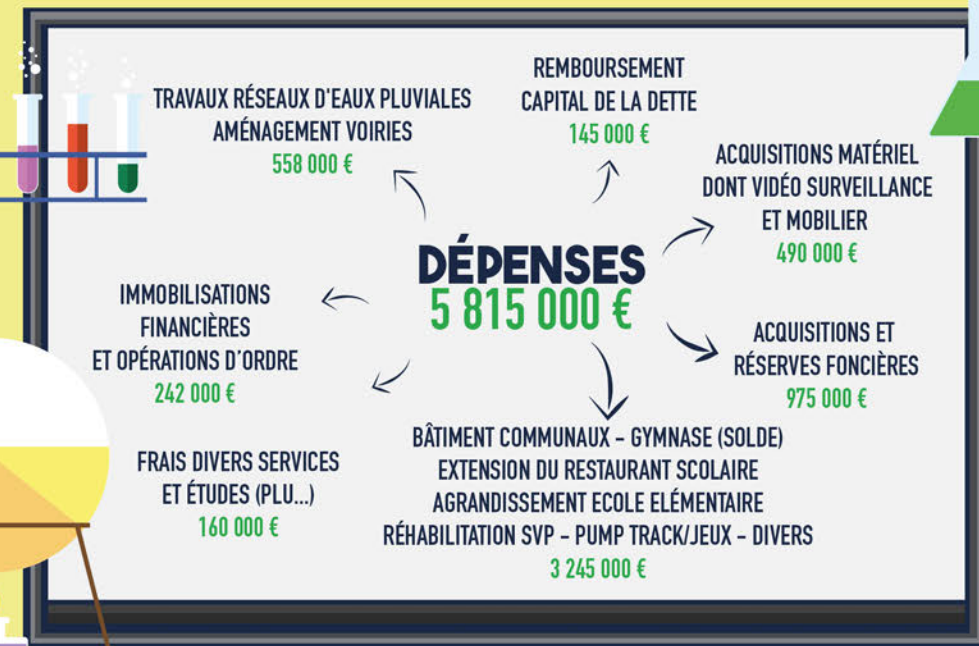 TRAVAUX RÉSEAUX D'EAUX PLUVIALES
AMÉNAGEMENT VOIRIES
558 000 €
REMBOURSEMENT
CAPITAL DE LA DETTE
145 000 €
ACQUISITIONS MATÉRIEL
DONT VIDÉO SURVEILLANCE
ET MOBILIER
490 000 €
DÉPENSES
5 815 000 €
IMMOBILISATIONS
FINANCIÈRES
ET OPÉRATIONS D'ORDRE
242 000 €
ACQUISITIONS ET
RÉSERVES FONCIÈRES
975 000 €
FRAIS DIVERS SERVICES
ET ÉTUDES (PLU...)
160 000 €
BÂTIMENT COMMUNAUX - GYMNASE (SOLDE)
EXTENSION DU RESTAURANT SCOLAIRE
AGRANDISSEMENT ECOLE ELÉMENTAIRE
RÉHABILITATION SVP - PUMP TRACK/JEUX - DIVERS
3 245 000 €